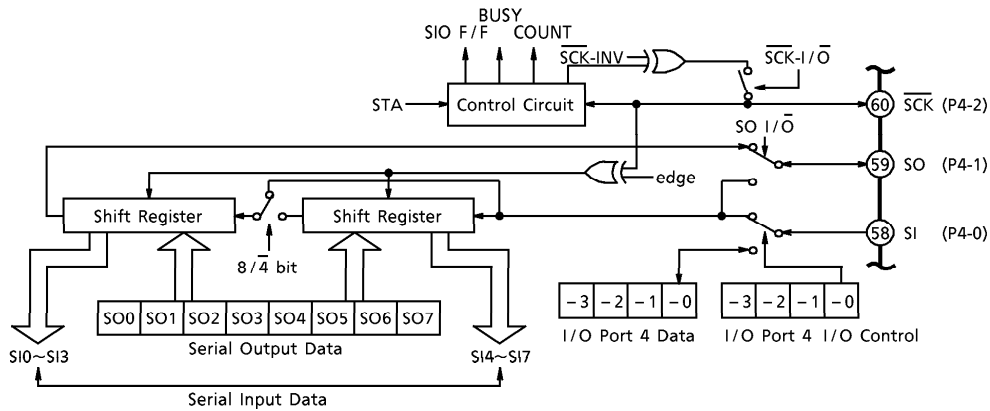 BUSY
SIO F/F COUNT
SCK-INV
SCK-I/O
STA
Control Circuit
60 SCK (P4-2)
SO I/O
59 SO (P4-1)
edge
Shift Register
Shift Register
58 SI (P4-0)
8/4 bit
-3 -2 -1 -0
-3 -2 -1 -0
SO0 SO1 SO2 SO3 SO4 SO5 SO6 SO7
I/O Port 4 Data
I/O Port 4 I/O Control
Serial Output Data
SI0~SI3
SI4~SI7
Serial Input Data